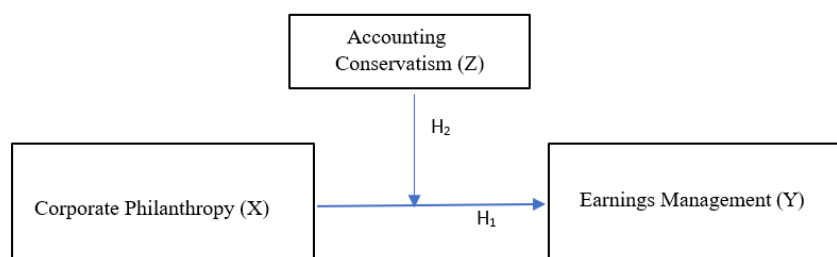 Accounting
Conservatism (Z)
H2
Corporate Philanthropy (X)
H1
Earnings Management (Y)